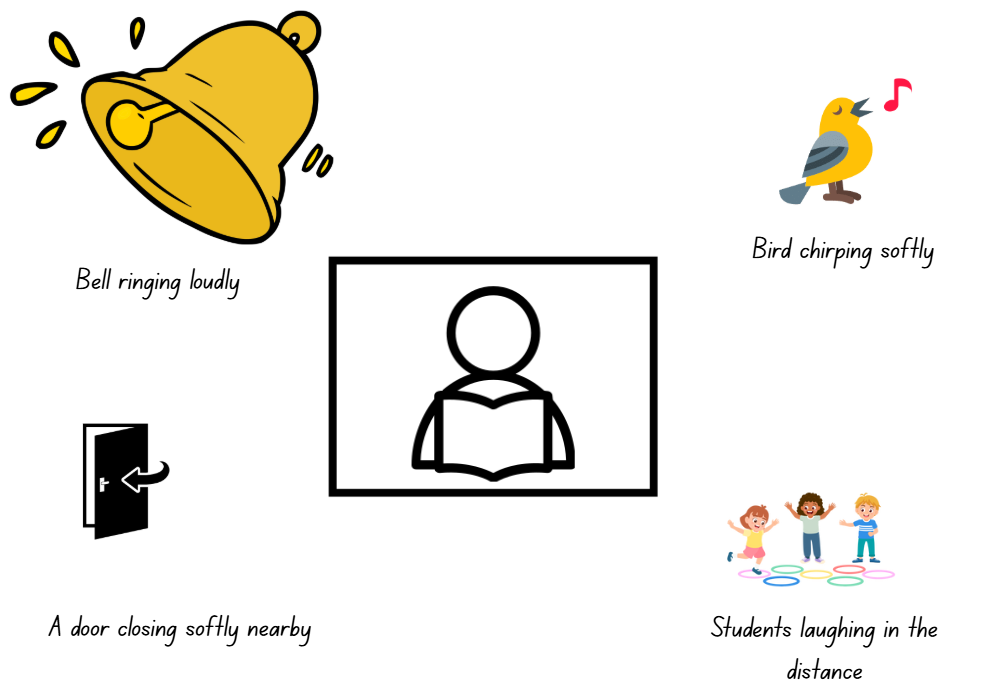 Bird chirping softly
Bell ringing loudly
A door closing softly nearby
Students laughing in the
distance